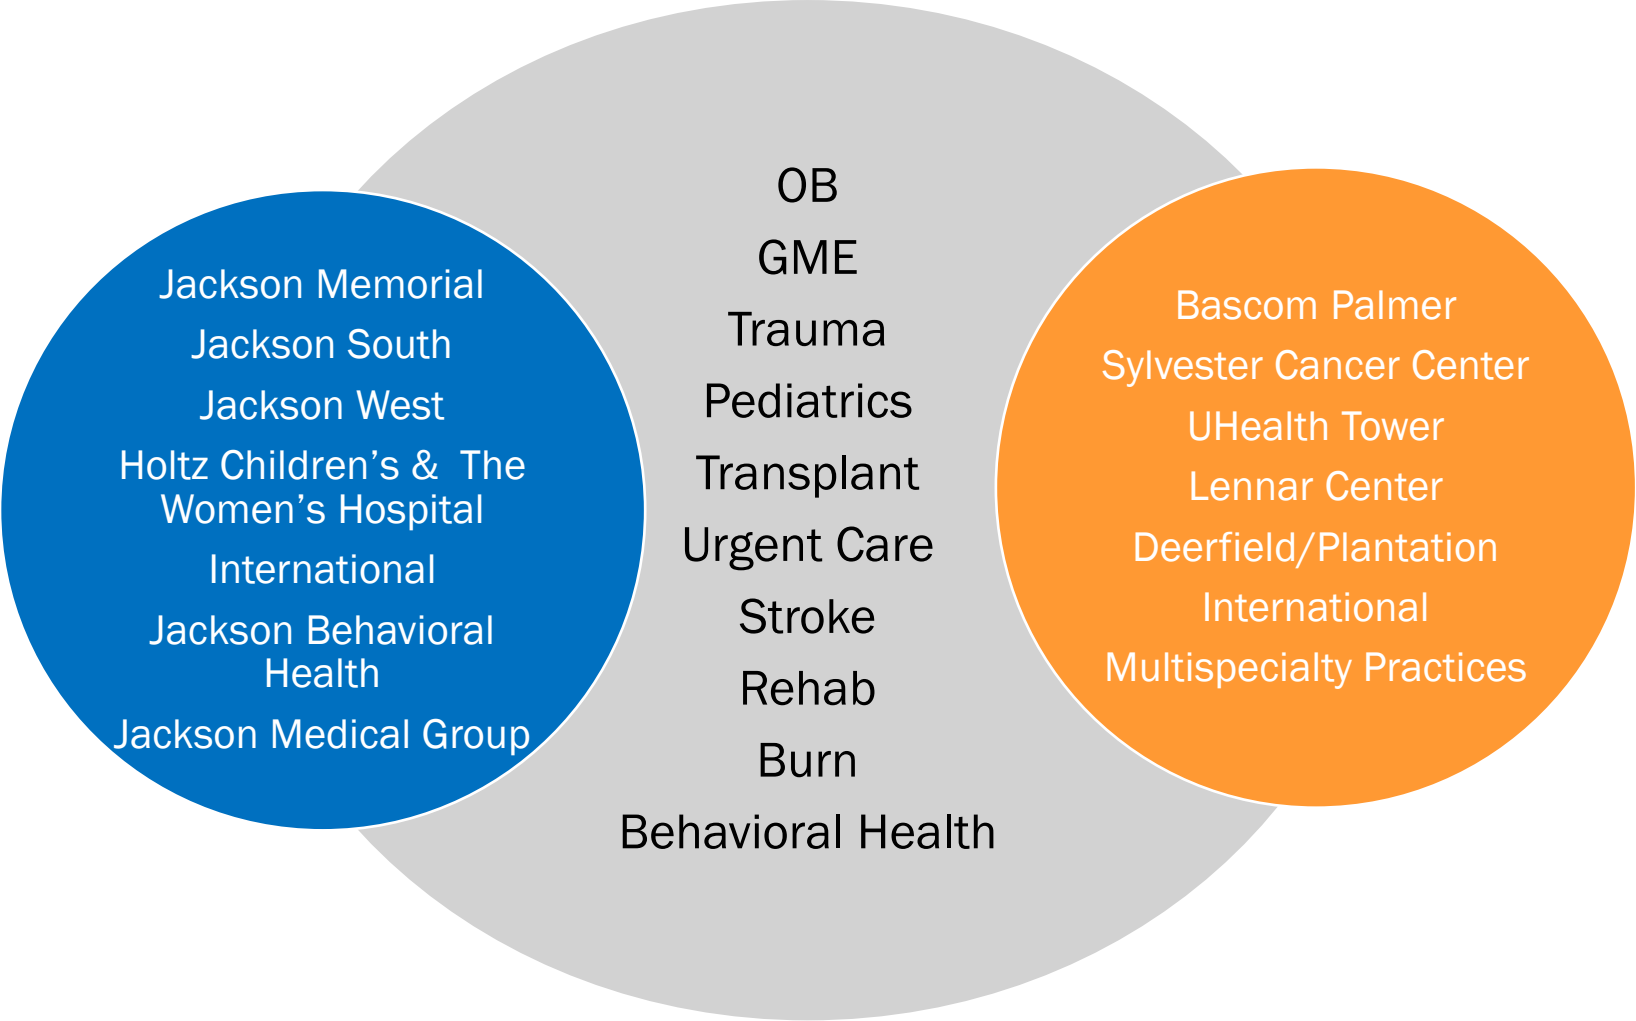 Jackson Memorial
Jackson South
Jackson West
Holtz Children’s &  The
Women’s Hospital
International
Jackson Behavioral
Health
Jackson Medical Group
OB
GME
Trauma
Pediatrics
Transplant
Urgent Care
Stroke
Rehab
Burn
Behavioral Health
Bascom Palmer
Sylvester Cancer Center
UHealth Tower
Lennar Center
Deerfield/Plantation
International
Multispecialty Practices